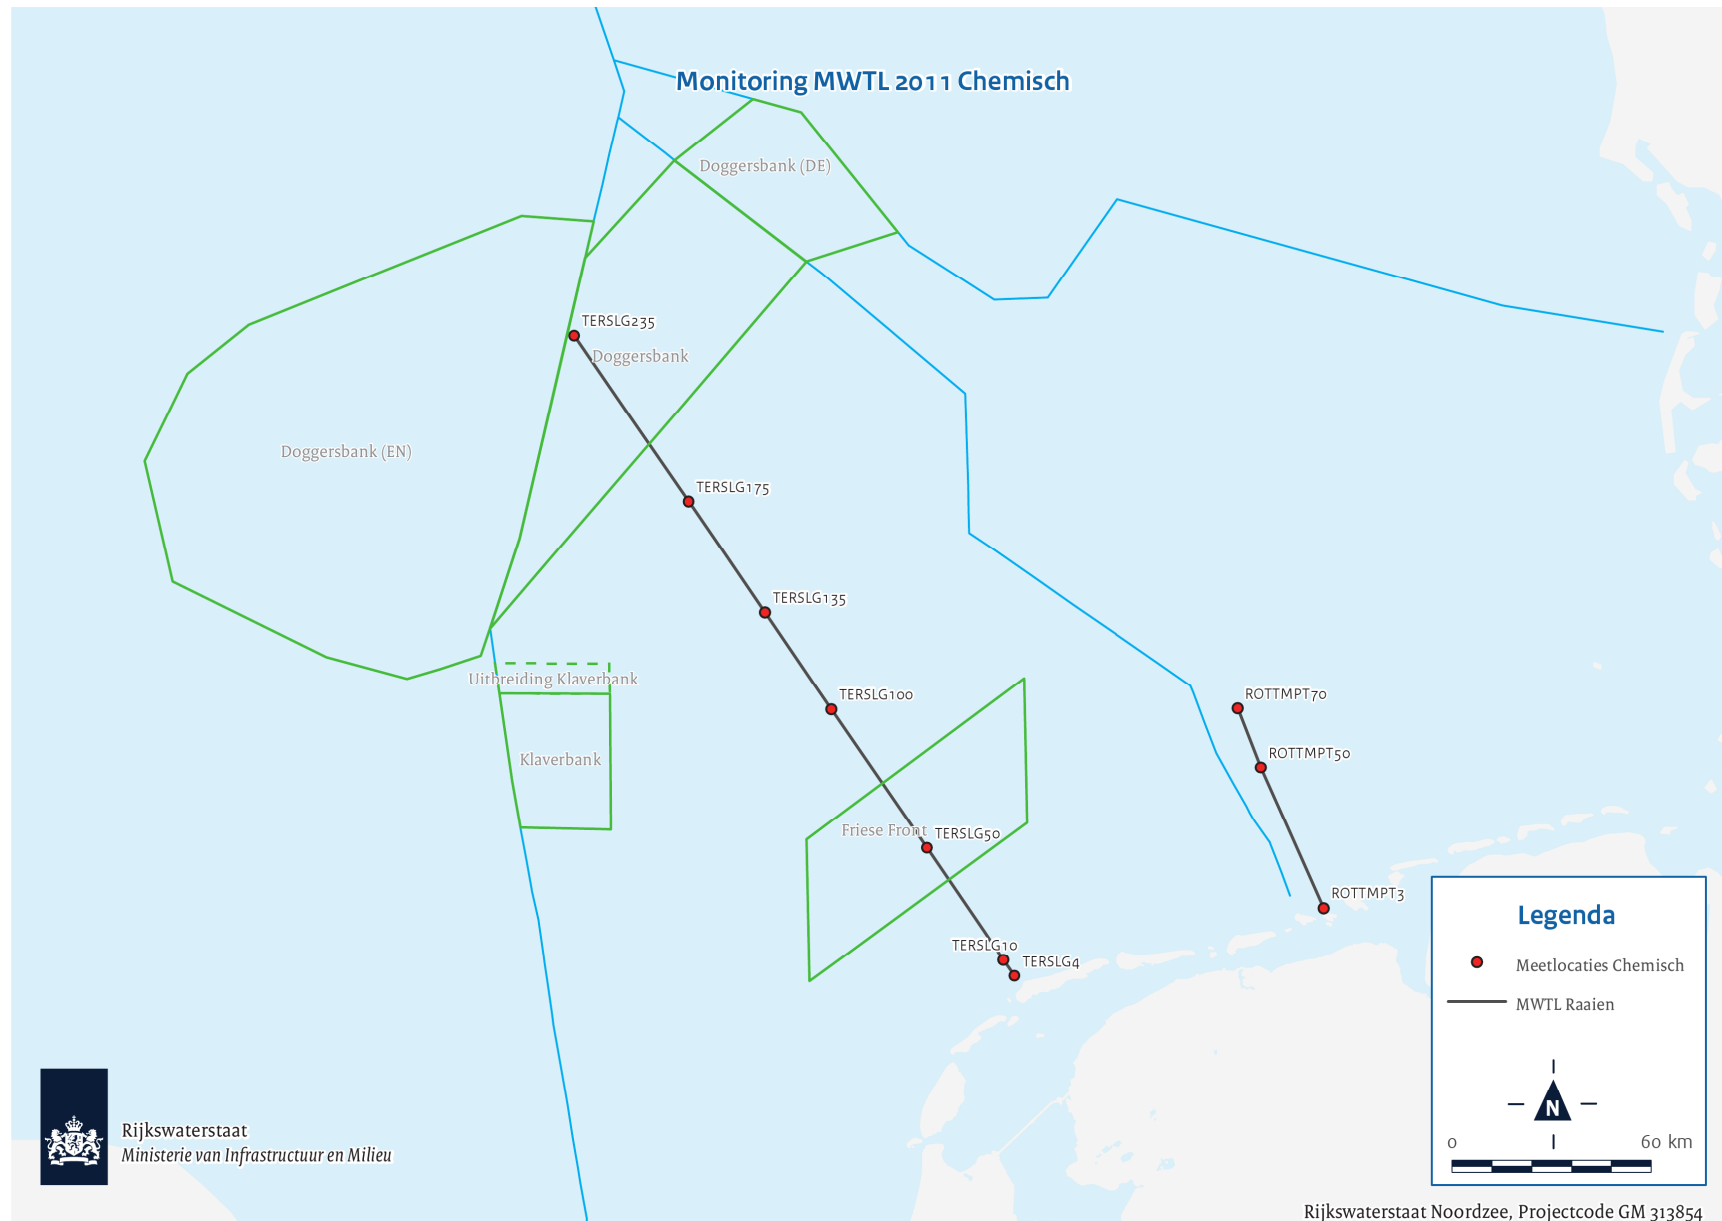 Monitoring MWTL 2011 Chemisch
Doggersbank (DE)
TERSLG235
Doggersbank
Doggersbank (EN)
TERSLG175
TERSLG135
Uitbreiding Klaverbank
TERSLG100
ROTTMPT70
Klaverbank
ROTTMPT50
Friese Front
TERSLG50
ROTTMPT3
TERSLG10
TERSLG4
Legenda
Meetlocaties Chemisch
MWTL Raaien
N
0 60 km
Rijkswaterstaat
Ministerie van Infrastructuur en Milieu
Rijkswaterstaat Noordzee, Projectcode GM 313854